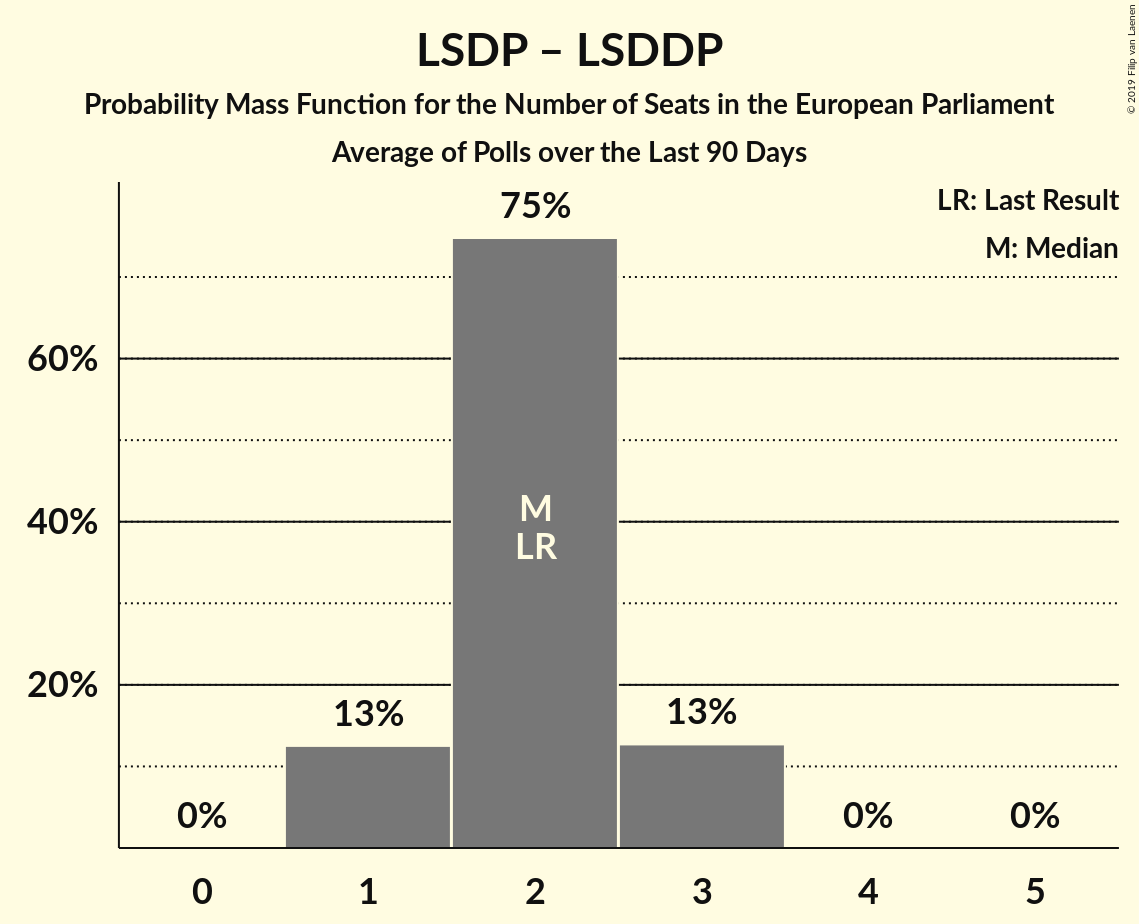 LSDP – LSDDP
Probability Mass Function for the Number of Seats in the European Parliament
Average of Polls over the Last 90 Days
© 2019 Filip van Laenen
LR: Last Result
M: Median
75%
60%
M
40%
LR
20%
13%
13%
0%
0%
0%
0
1
2
3
4
5